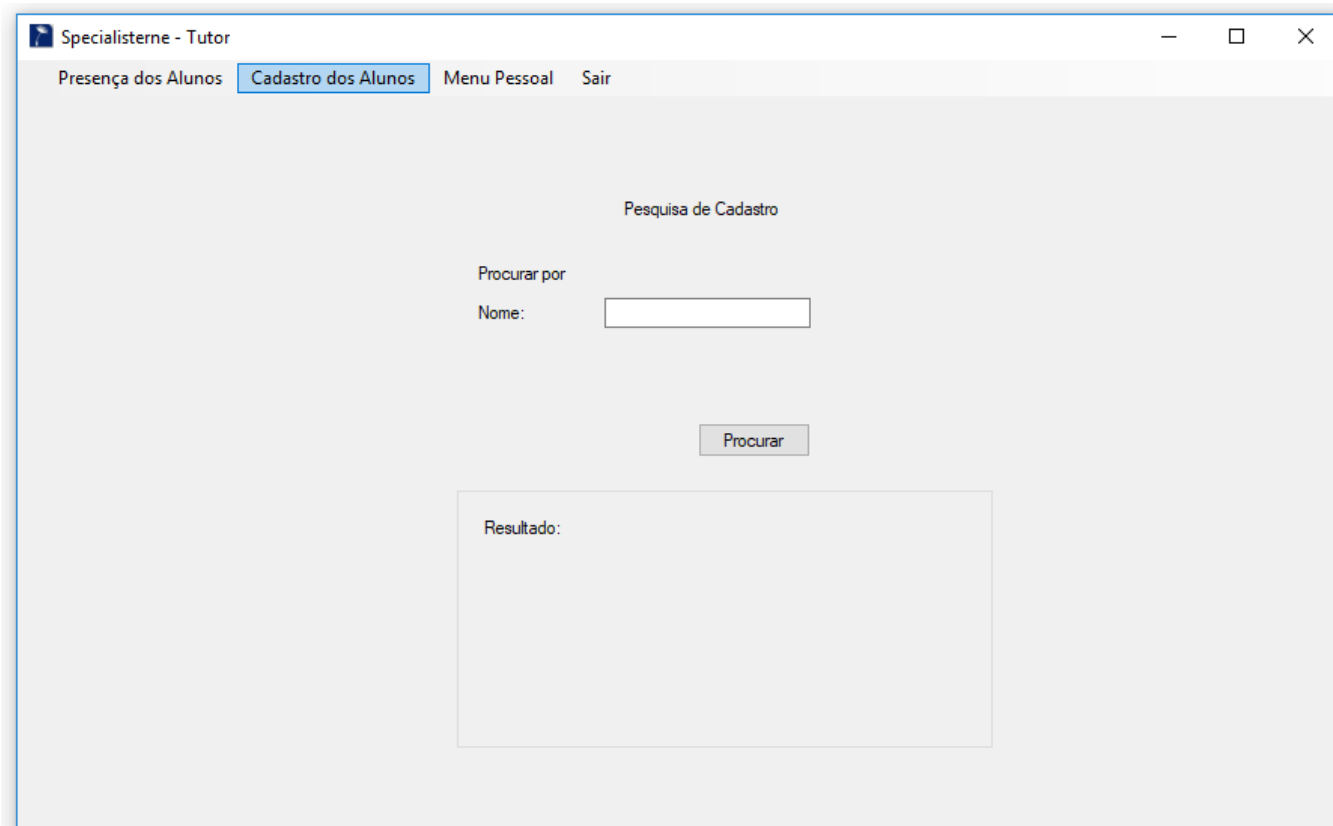 Specialisterne - Tutor
Presença dos Alunos Cadastro dos Alunos Menu Pessoal Sair
Pesquisa de Cadastro
Procurar por
Nome:
Procurar
Resultado: